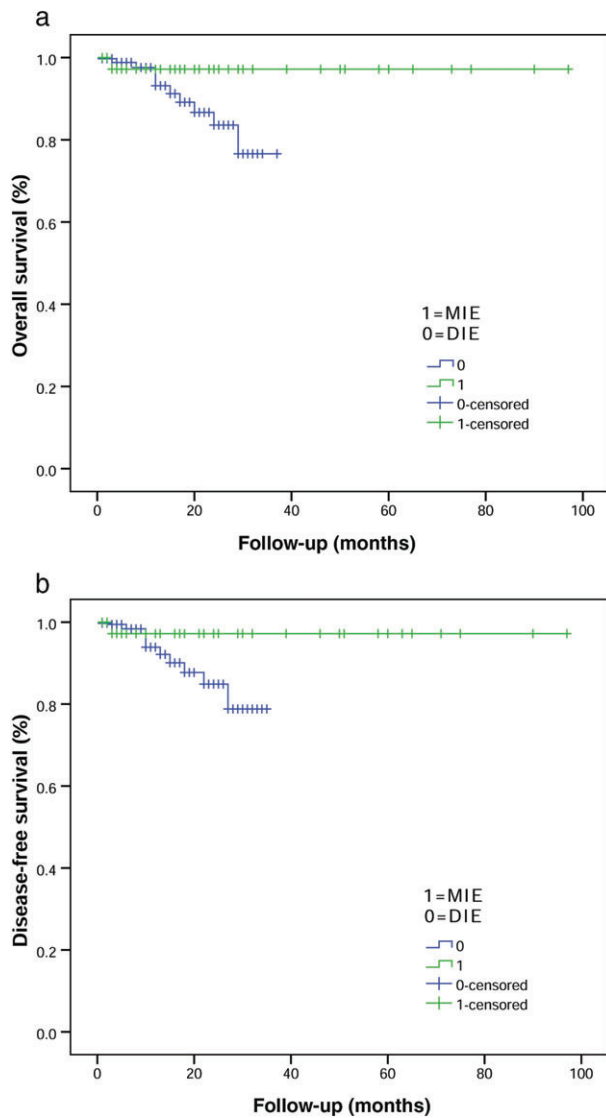 a
1.0
0.8
0.6
0.4
0.2
0.0
Overall survival (%)
1=MIE
0=DIE
0
1
0-censored
1-censored
0 20 40 60 80 100
Follow-up (months)
b
1.0
0.8
0.6
0.4
0.2
0.0
Disease-free survival (%)
1=MIE
0=DIE
0
1
0-censored
1-censored
0 20 40 60 80 100
Follow-up (months)